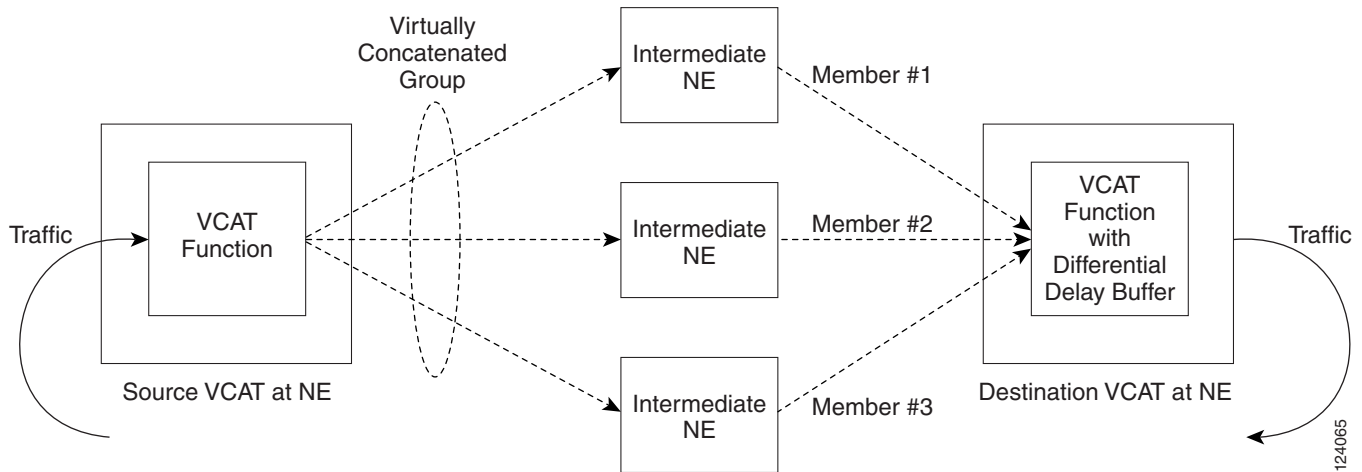 Virtually
Concatenated
Group
Intermediate
NE
Member #1
VCAT
Function
Traffic
Intermediate
NE
Member #2
VCAT
Function
with
Differential
Delay Buffer
Traffic
Source VCAT at NE
Intermediate
NE
Member #3
Destination VCAT at NE
124065